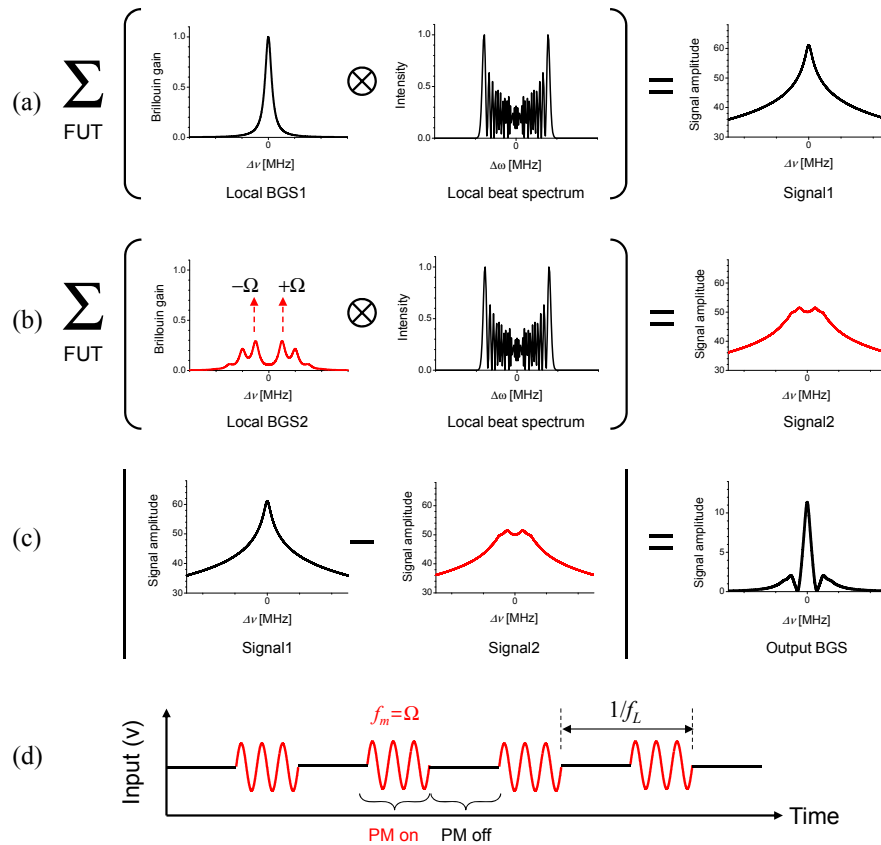 (a)
Σ
FUT
Brillouin gain
1.0
0.5
0.0
0
Δν [MHz]
Local BGS1
⊗
Intensity
1.0
0.5
0.0
0
Δω [MHz]
Local beat spectrum
=
Signal amplitude
60
50
40
30
0
Δν [MHz]
Signal1
(b)
Σ
FUT
Brillouin gain
1.0
0.5
0.0
−Ω
+Ω
0
Δν [MHz]
Local BGS2
⊗
Intensity
1.0
0.5
0.0
0
Δω [MHz]
Local beat spectrum
=
Signal amplitude
60
50
40
30
0
Δν [MHz]
Signal2
(c)
Signal amplitude
60
50
40
30
0
Δν [MHz]
Signal1
−
Signal amplitude
60
50
40
30
0
Δν [MHz]
Signal2
=
Signal amplitude
10
5
0
0
Δν [MHz]
Output BGS
(d)
Input (v)
f_m=Ω
1/f_L
Time
PM on
PM off